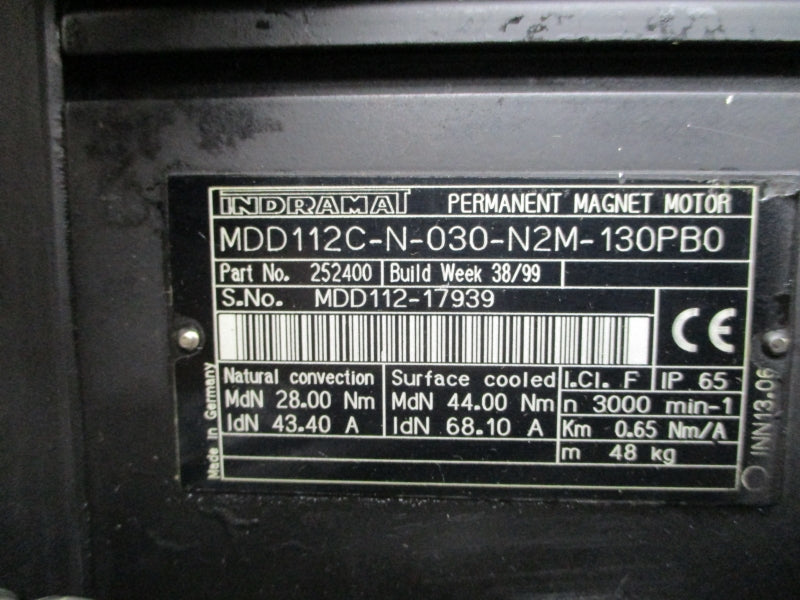 INDRAMAT PERMANENT MAGNET MOTOR
MDD112C-N-030-N2M-130PB0
Part No. 252400 Build Week 38/99
S.No. MDD112-17939
CE
Natural convection Surface cooled I.Cl. F IP 65
MdN 28.00 Nm MdN 44.00 Nm n 3000 min-1
IdN 43.40 A IdN 68.10 A Km 0.65 Nm/A
m 48 kg
Made in Germany
INN13.06